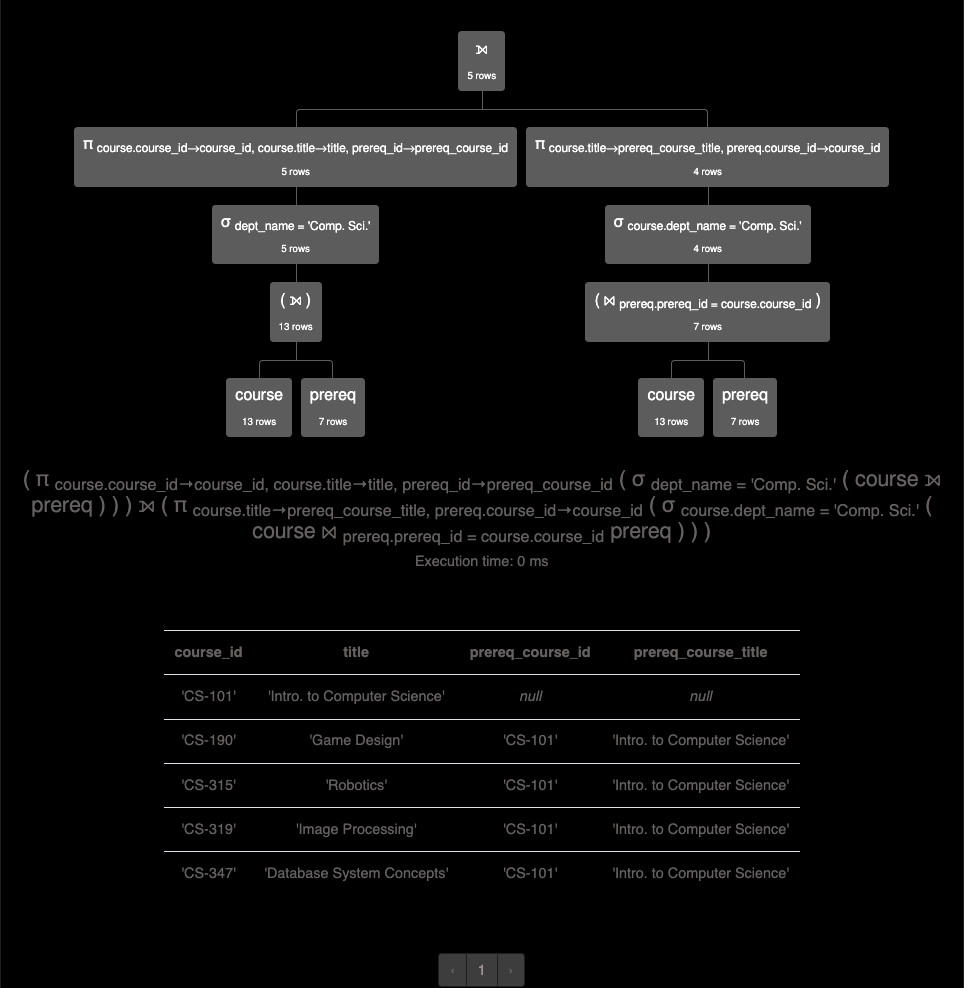 ⟕
5 rows
π course.course_id→course_id, course.title→title, prereq_id→prereq_course_id
5 rows
π course.title→prereq_course_title, prereq.course_id→course_id
4 rows
σ dept_name = 'Comp. Sci.'
5 rows
σ course.dept_name = 'Comp. Sci.'
4 rows
( ⟕ )
13 rows
( ⋈ prereq.prereq_id = course.course_id )
7 rows
course
13 rows
prereq
7 rows
course
13 rows
prereq
7 rows
( π course.course_id→course_id, course.title→title, prereq_id→prereq_course_id ( σ dept_name = 'Comp. Sci.' ( course ⟕
prereq ) ) ) ⟕ ( π course.title→prereq_course_title, prereq.course_id→course_id ( σ course.dept_name = 'Comp. Sci.' (
course ⋈ prereq.prereq_id = course.course_id prereq ) ) )
Execution time: 0 ms
course_id title prereq_course_id prereq_course_title
'CS-101' 'Intro. to Computer Science' null null
'CS-190' 'Game Design' 'CS-101' 'Intro. to Computer Science'
'CS-315' 'Robotics' 'CS-101' 'Intro. to Computer Science'
'CS-319' 'Image Processing' 'CS-101' 'Intro. to Computer Science'
'CS-347' 'Database System Concepts' 'CS-101' 'Intro. to Computer Science'
‹ 1 ›